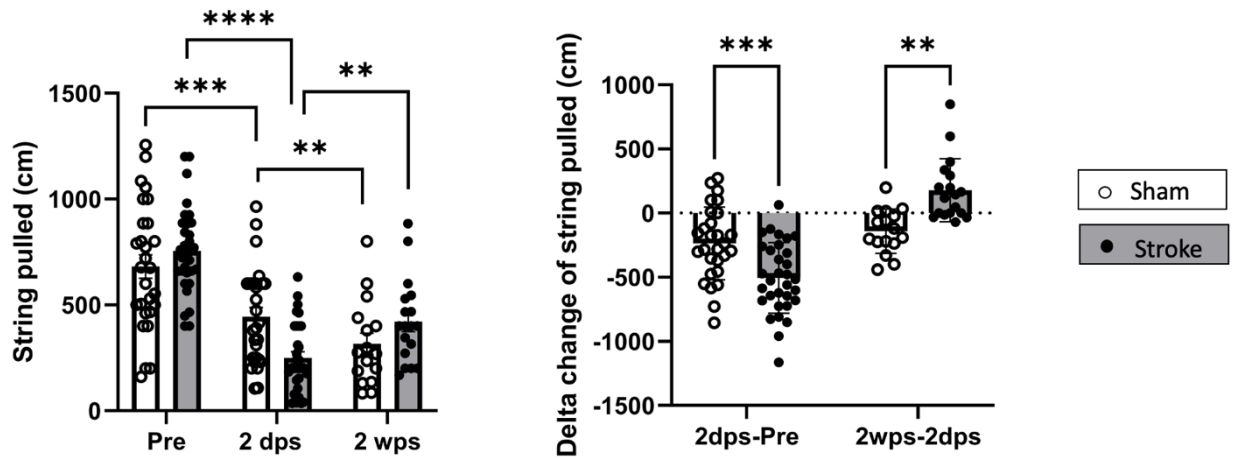 ****
***
**
**
1500
1000
500
0
String pulled (cm)
Pre
2 dps
2 wps
***
**
1000
500
0
-500
-1000
-1500
Delta change of string pulled (cm)
2dps-Pre
2wps-2dps
Sham
Stroke